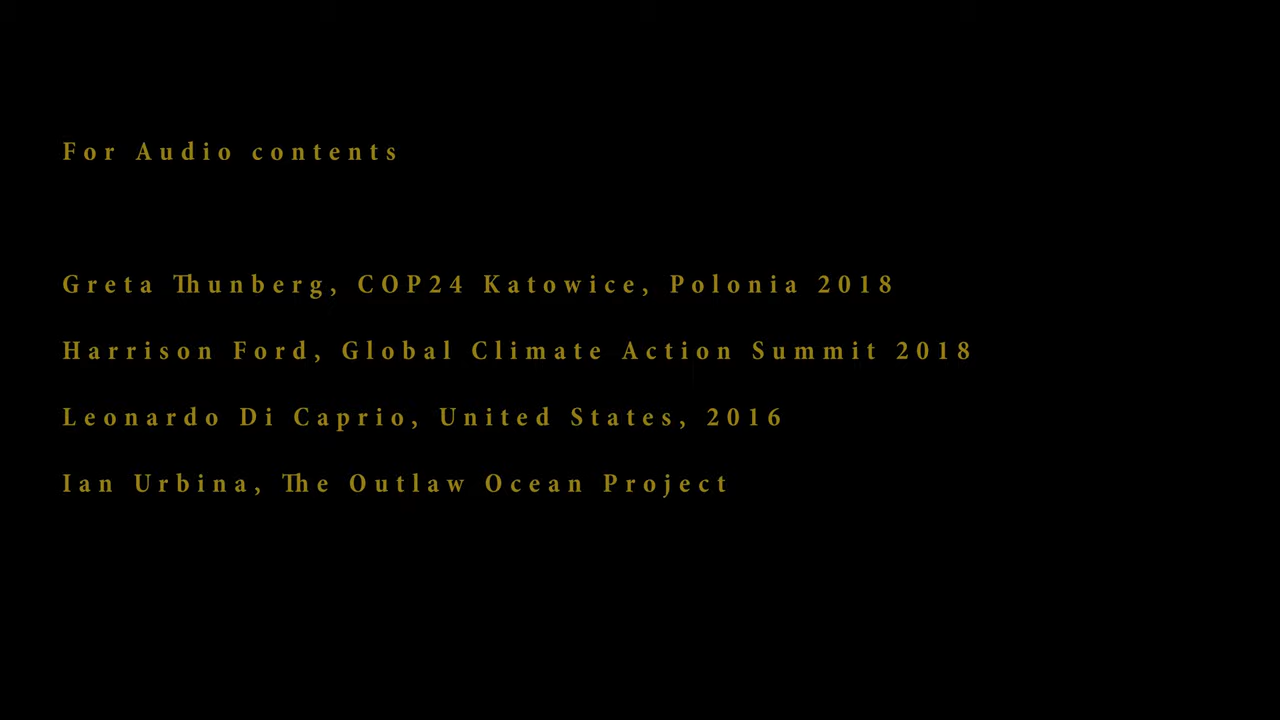 For Audio contents
Greta Thunberg, COP24 Katowice, Polonia 2018
Harrison Ford, Global Climate Action Summit 2018
Leonardo Di Caprio, United States, 2016
Ian Urbina, The Outlaw Ocean Project